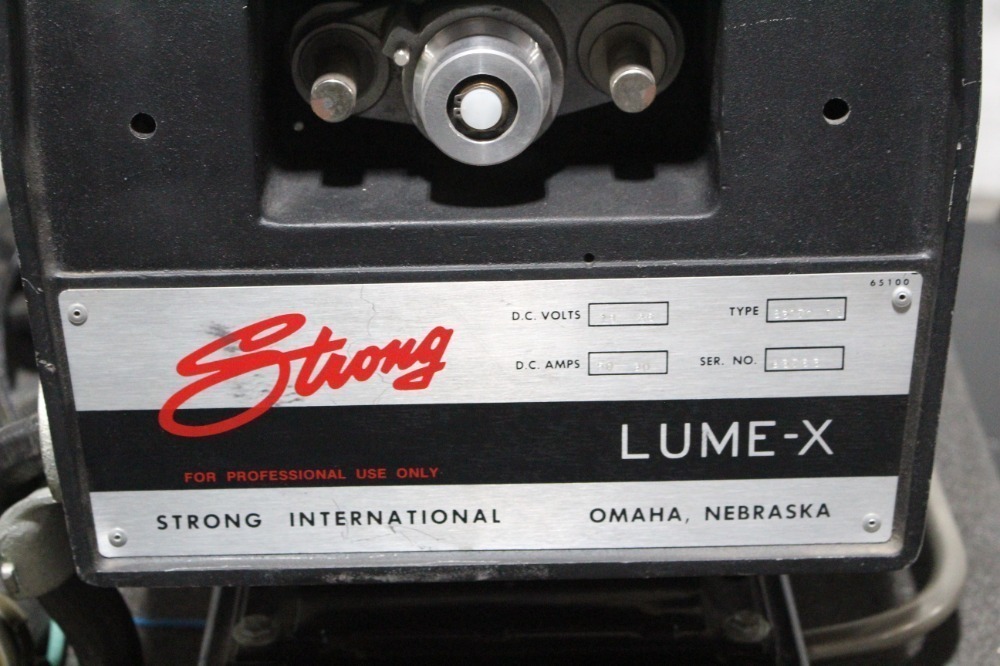 65100
Strong
D.C. VOLTS
TYPE
D.C. AMPS
SER. NO.
LUME-X
FOR PROFESSIONAL USE ONLY
STRONG INTERNATIONAL OMAHA, NEBRASKA